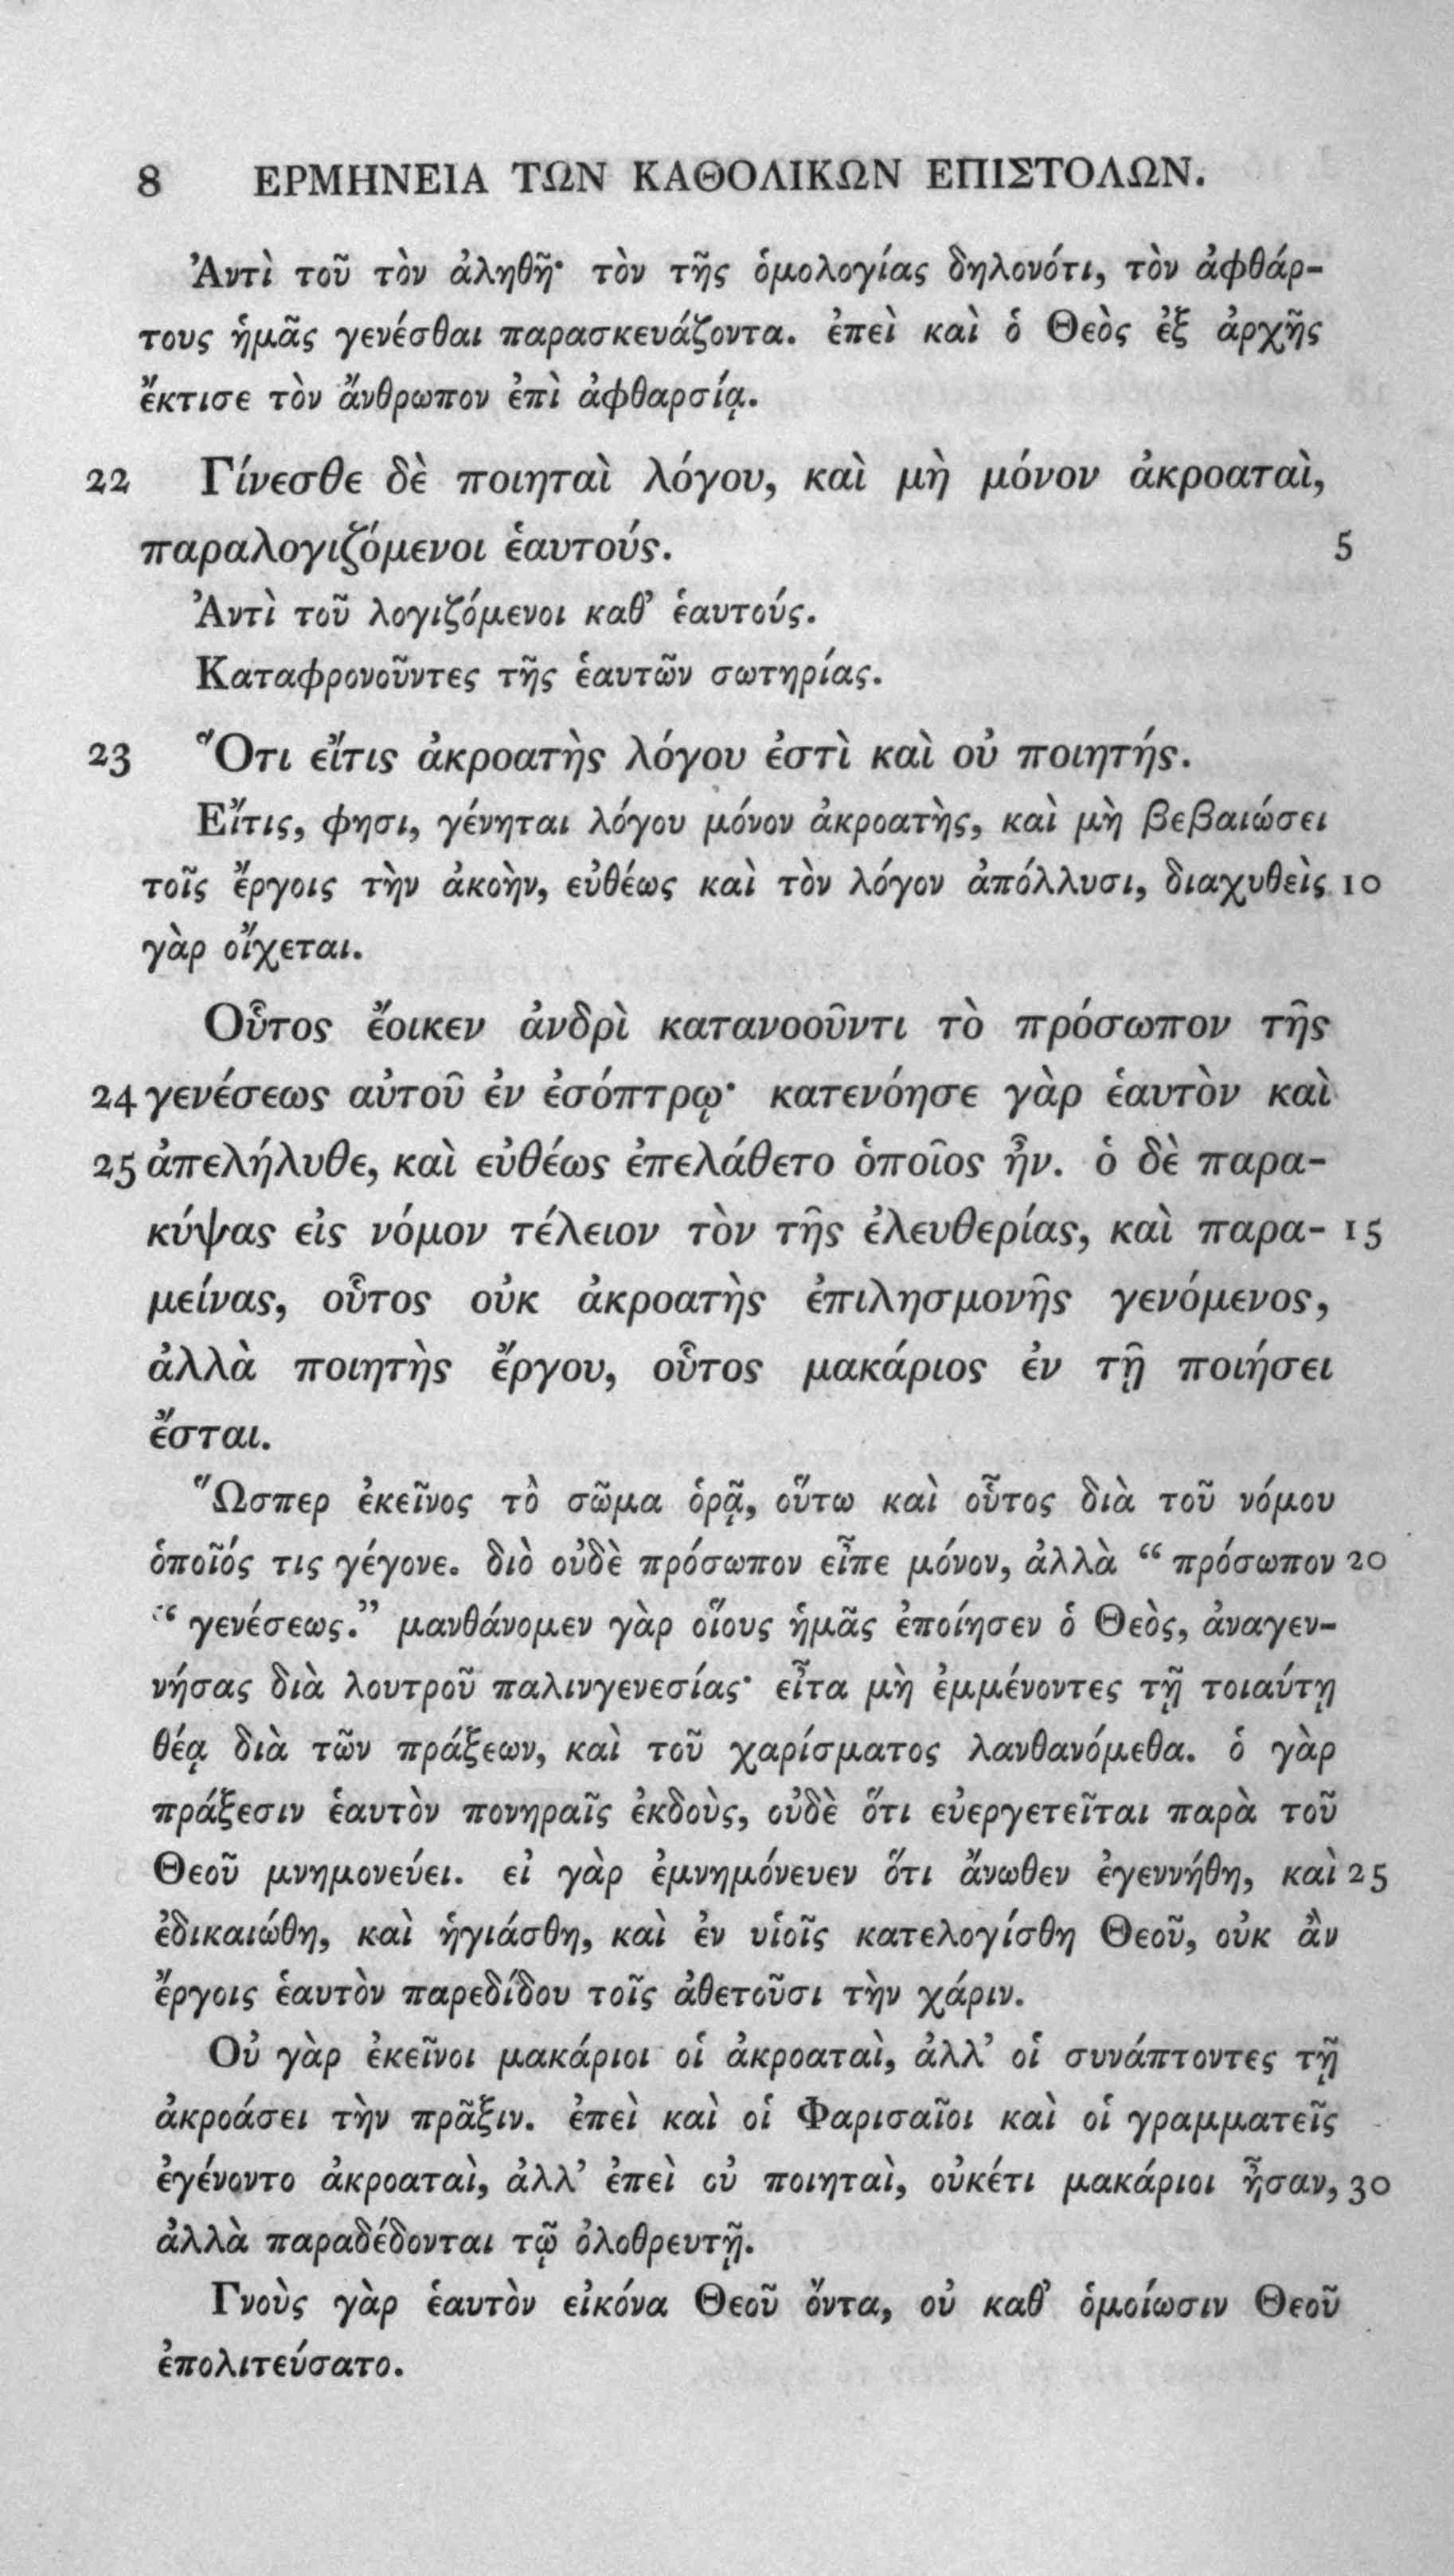 8 ΕΡΜΗΝΕΙΑ ΤΩΝ ΚΑΘΟΛΙΚΩΝ ΕΠΙΣΤΟΛΩΝ.
Ἀντὶ τοῦ τὸν ἀληθῆ· τὸν τῆς ὁμολογίας δηλονότι, τὸν ἀφθάρ-
τους ἡμᾶς γενέσθαι παρασκευάζοντα. ἐπεὶ καὶ ὁ Θεὸς ἐξ ἀρχῆς
ἔκτισε τὸν ἄνθρωπον ἐπὶ ἀφθαρσίᾳ.
22 Γίνεσθε δὲ ποιηταὶ λόγου, καὶ μὴ μόνον ἀκροαταὶ,
παραλογιζόμενοι ἑαυτούς. 5
Ἀντὶ τοῦ λογιζόμενοι καθ’ ἑαυτούς.
Καταφρονοῦντες τῆς ἑαυτῶν σωτηρίας.
23 Ὅτι εἴτις ἀκροατὴς λόγου ἐστὶ καὶ οὐ ποιητής.
Εἴτις, φησι, γένηται λόγου μόνον ἀκροατὴς, καὶ μὴ βεβαιώσει
τοῖς ἔργοις τὴν ἀκοὴν, εὐθέως καὶ τὸν λόγον ἀπόλλυσι, διαχυθεὶς 10
γὰρ οἴχεται.
Οὗτος ἔοικεν ἀνδρὶ κατανοοῦντι τὸ πρόσωπον τῆς
24 γενέσεως αὐτοῦ ἐν ἐσόπτρῳ· κατενόησε γὰρ ἑαυτὸν καὶ
25 ἀπελήλυθε, καὶ εὐθέως ἐπελάθετο ὁποῖος ἦν. ὁ δὲ παρα-
κύψας εἰς νόμον τέλειον τὸν τῆς ἐλευθερίας, καὶ παρα- 15
μείνας, οὗτος οὐκ ἀκροατὴς ἐπιλησμονῆς γενόμενος,
ἀλλὰ ποιητὴς ἔργου, οὗτος μακάριος ἐν τῇ ποιήσει
ἔσται.
Ὥσπερ ἐκεῖνος τὸ σῶμα ὁρᾷ, οὕτω καὶ οὗτος διὰ τοῦ νόμου
ὁποῖός τις γέγονε. διὸ οὐδὲ πρόσωπον εἶπε μόνον, ἀλλὰ “ πρόσωπον 20
“ γενέσεως.” μανθάνομεν γὰρ οἵους ἡμᾶς ἐποίησεν ὁ Θεὸς, ἀναγεν-
νήσας διὰ λουτροῦ παλινγενεσίας· εἶτα μὴ ἐμμένοντες τῇ τοιαύτῃ
θέᾳ διὰ τῶν πράξεων, καὶ τοῦ χαρίσματος λανθανόμεθα. ὁ γὰρ
πράξεσιν ἑαυτὸν πονηραῖς ἐκδοὺς, οὐδὲ ὅτι εὐεργετεῖται παρὰ τοῦ
Θεοῦ μνημονεύει. εἰ γὰρ ἐμνημόνευεν ὅτι ἄνωθεν ἐγεννήθη, καὶ 25
ἐδικαιώθη, καὶ ἡγιάσθη, καὶ ἐν υἱοῖς κατελογίσθη Θεοῦ, οὐκ ἂν
ἔργοις ἑαυτὸν παρεδίδου τοῖς ἀθετοῦσι τὴν χάριν.
Οὐ γὰρ ἐκεῖνοι μακάριοι οἱ ἀκροαταὶ, ἀλλ’ οἱ συνάπτοντες τῇ
ἀκροάσει τὴν πρᾶξιν. ἐπεὶ καὶ οἱ Φαρισαῖοι καὶ οἱ γραμματεῖς
ἐγένοντο ἀκροαταὶ, ἀλλ’ ἐπεὶ οὐ ποιηταὶ, οὐκέτι μακάριοι ἦσαν, 30
ἀλλὰ παραδέδονται τῷ ὀλοθρευτῇ.
Γνοὺς γὰρ ἑαυτὸν εἰκόνα Θεοῦ ὄντα, οὐ καθ’ ὁμοίωσιν Θεοῦ
ἐπολιτεύσατο.